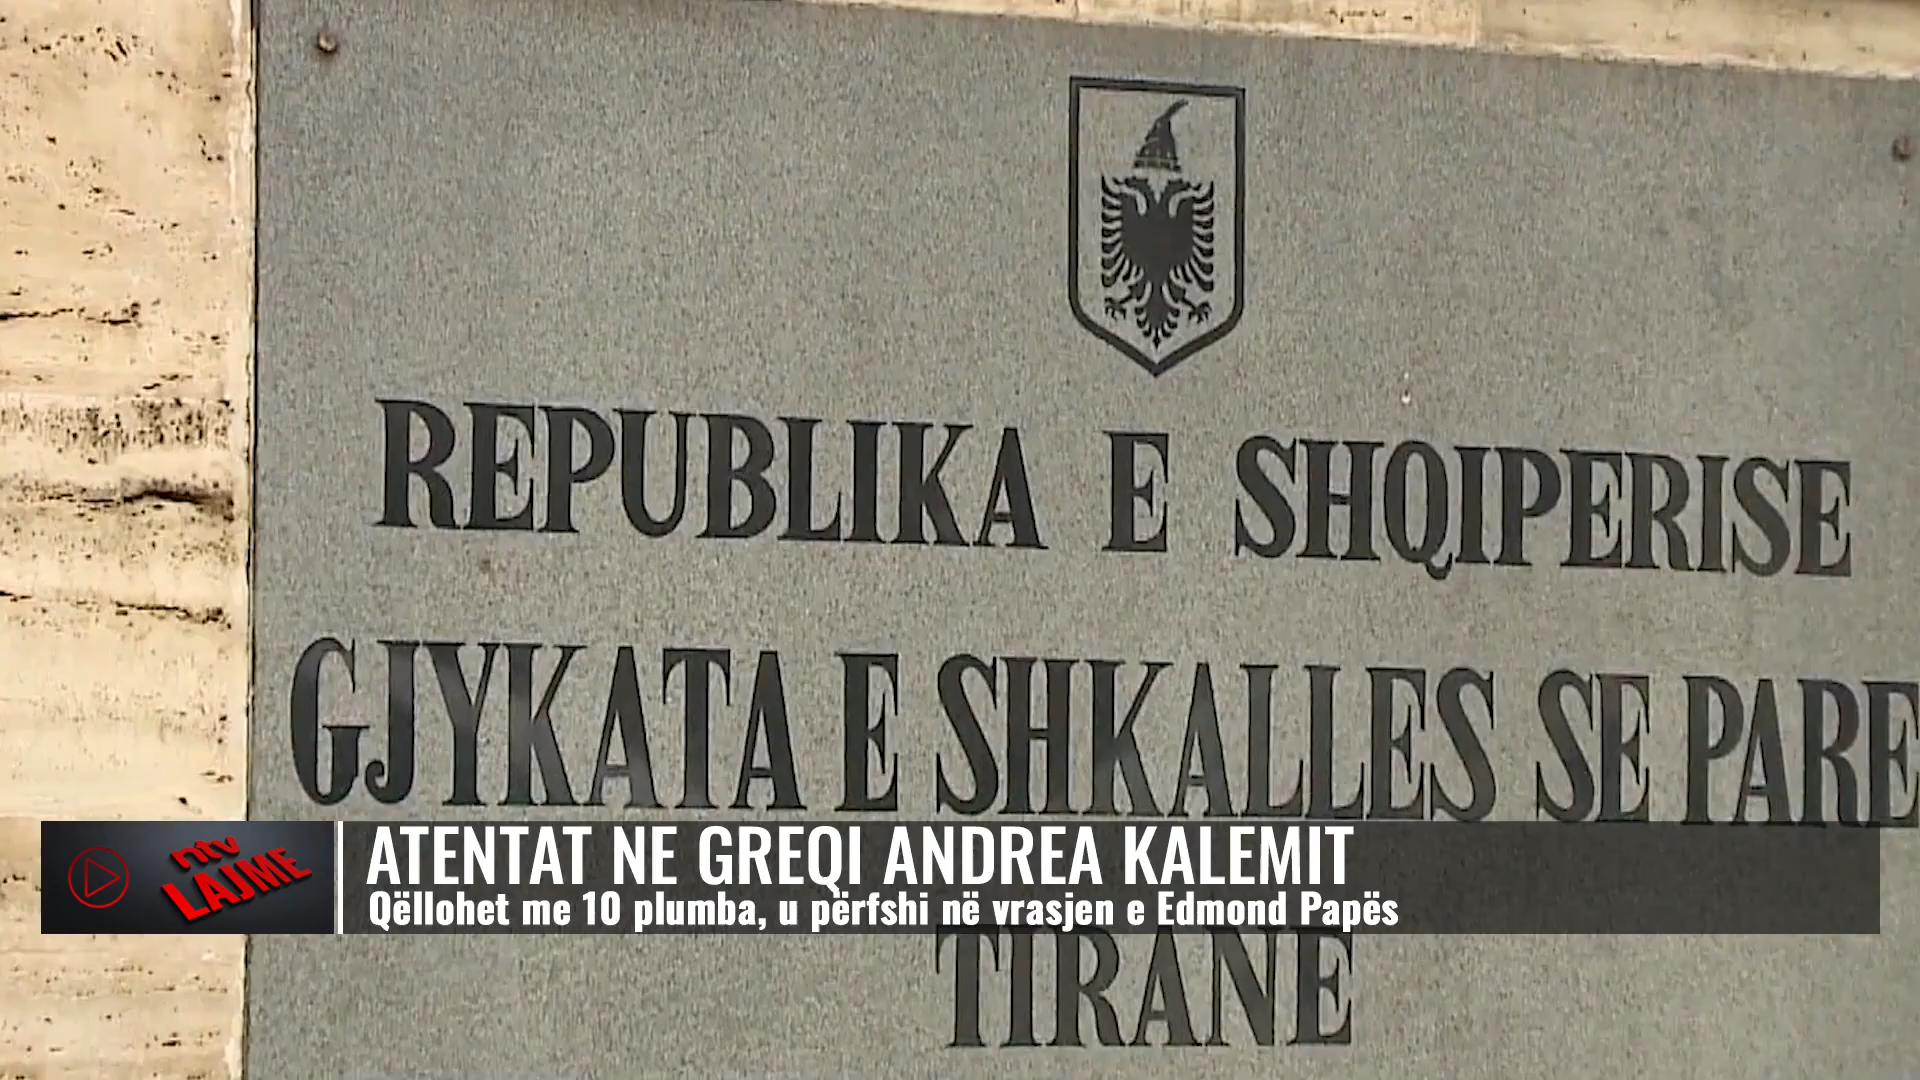 REPUBLIKA E SHQIPERISE
GJYKATA E SHKALLES SE PARE
TIRANE
ntv
LAJME
ATENTAT NE GREQI ANDREA KALEMIT
Qëllohet me 10 plumba, u përfshi në vrasjen e Edmond Papës